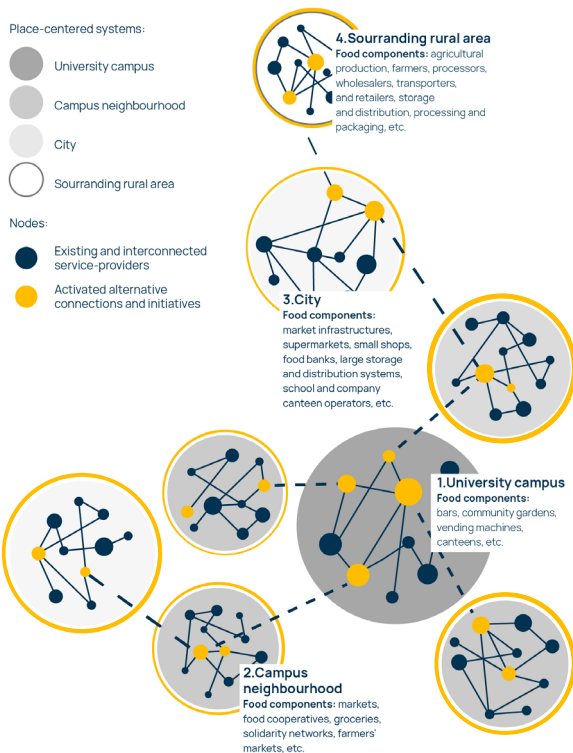 Place-centered systems:
University campus
Campus neighbourhood
City
Sourranding rural area
Nodes:
Existing and interconnected
service-providers
Activated alternative
connections and initiatives
4.Sourranding rural area
Food components: agricultural
production, farmers, processors,
wholesalers, transporters,
and retailers, storage
and distribution, processing and
packaging, etc.
3.City
Food components:
market infrastructures,
supermarkets, small shops,
food banks, large storage
and distribution systems,
school and company
canteen operators, etc.
1.University campus
Food components:
bars, community gardens,
vending machines,
canteens, etc.
2.Campus
neighbourhood
Food components: markets,
food cooperatives, groceries,
solidarity networks, farmers'
markets, etc.